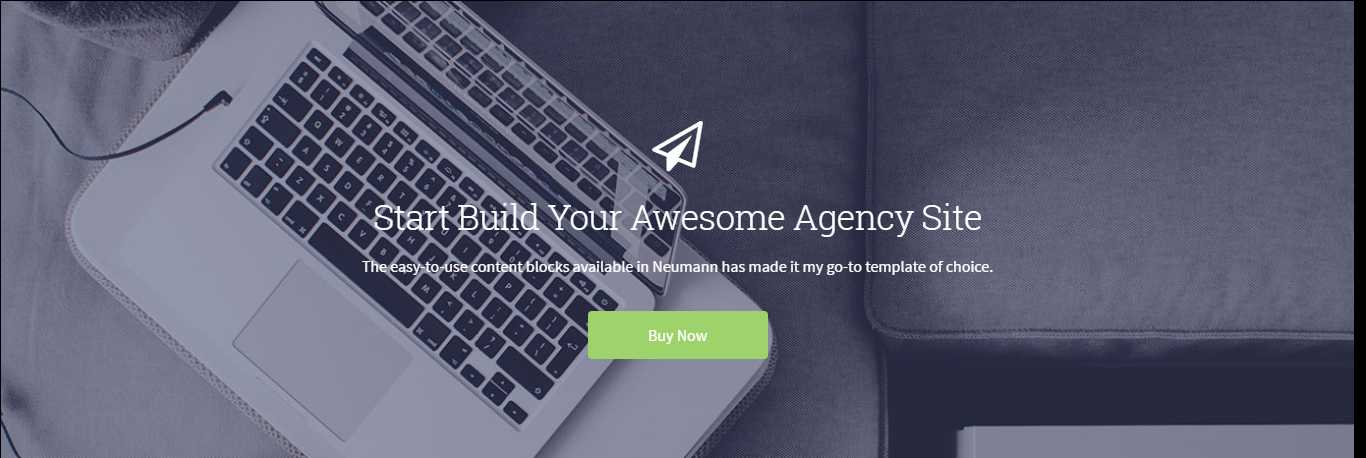 Start Build Your Awesome Agency Site
The easy-to-use content blocks available in Neumann has made it my go-to template of choice.
Buy Now